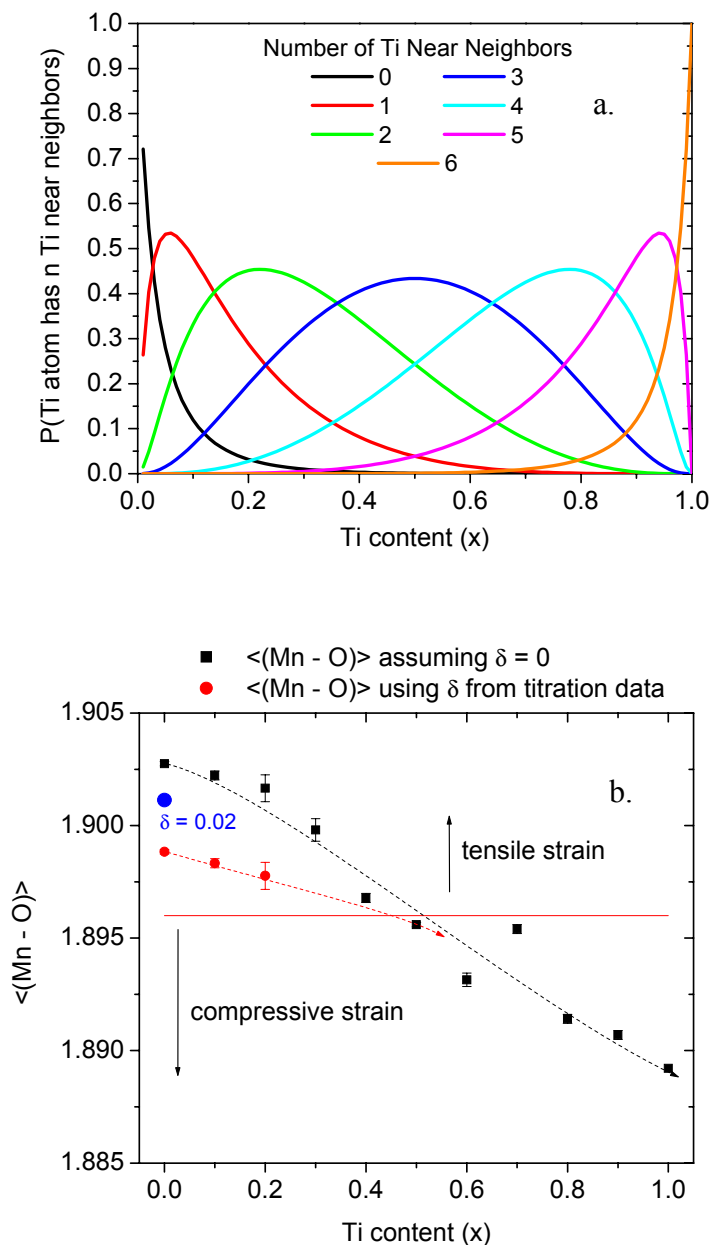 Number of Ti Near Neighbors
0 3
1 4
2 5
6
a.
1.0
0.9
0.8
0.7
0.6
0.5
0.4
0.3
0.2
0.1
0.0
P(Ti atom has n Ti near neighbors)
0.0 0.2 0.4 0.6 0.8 1.0
Ti content (x)
<(Mn - O)> assuming δ = 0
<(Mn - O)> using δ from titration data
1.905
1.900
1.895
1.890
1.885
<(Mn - O)>
b.
δ = 0.02
tensile strain
compressive strain
0.0 0.2 0.4 0.6 0.8 1.0
Ti content (x)